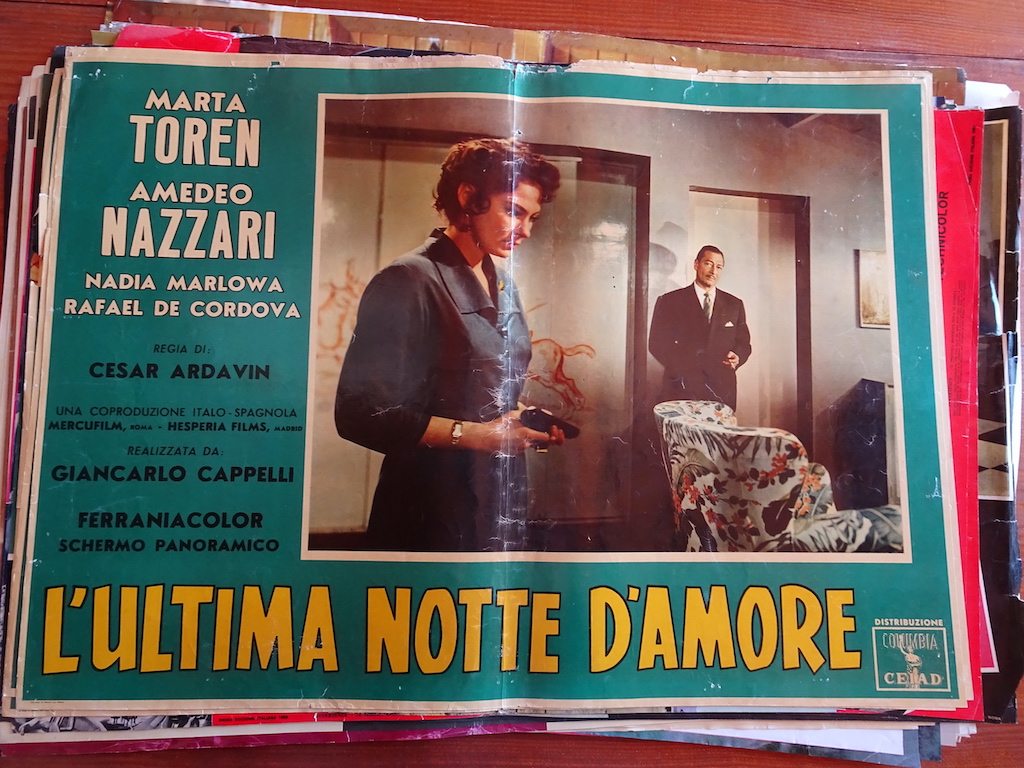 MARTA
TOREN
AMEDEO
NAZZARI
NADIA MARLOWA
RAFAEL DE CORDOVA
REGIA DI:
CESAR ARDAVIN
UNA COPRODUZIONE ITALO-SPAGNOLA
MERCUFILM, ROMA - HESPERIA FILMS, MADRID
REALIZZATA DA:
GIANCARLO CAPPELLI
FERRANIACOLOR
SCHERMO PANORAMICO
L'ULTIMA NOTTE D'AMORE
DISTRIBUZIONE
COLUMBIA
CEIAD